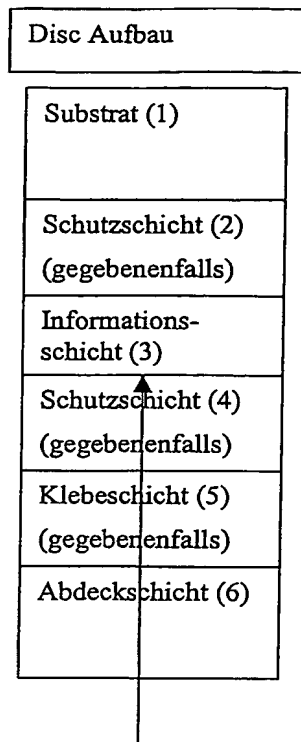 Disc Aufbau
Substrat (1)
Schutzschicht (2)
(gegebenenfalls)
Informations-
schicht (3)
Schutzschicht (4)
(gegebenenfalls)
Klebeschicht (5)
(gegebenenfalls)
Abdeckschicht (6)